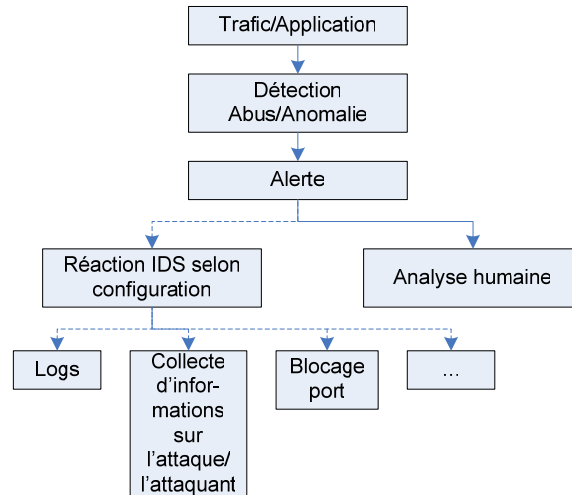 Trafic/Application
Détection
Abus/Anomalie
Alerte
Réaction IDS selon
configuration
Analyse humaine
Logs
Collecte
d'infor-
mations
sur
l'attaque/
l'attaquant
Blocage
port
...